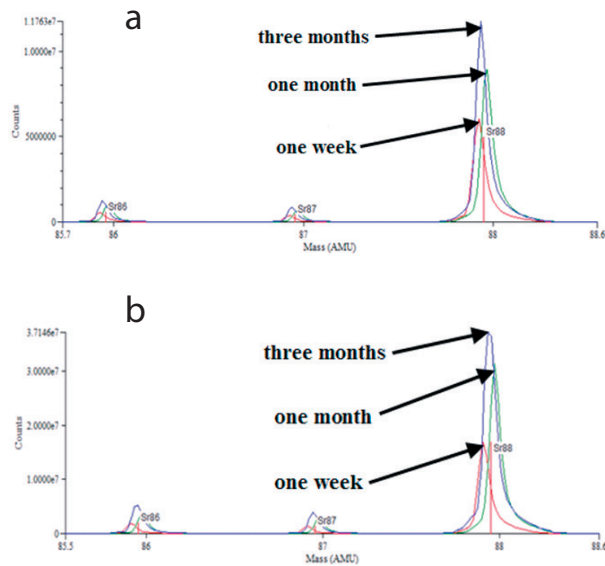 a
1.1763e7
1.0000e7
5000000
0
Counts
three months
one month
one week
Sr86
Sr87
Sr88
85.7
86
87
88
88.6
Mass (AMU)
b
3.7146e7
3.0000e7
2.0000e7
1.0000e7
0
Counts
three months
one month
one week
Sr86
Sr87
Sr88
85.5
86
87
88
88.6
Mass (AMU)